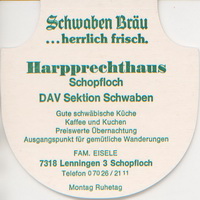 Schwaben Bräu
...herrlich frisch.
Harpprechthaus
Schopfloch
DAV Sektion Schwaben
Gute schwäbische Küche
Kaffee und Kuchen
Preiswerte Übernachtung
Ausgangspunkt für gemütliche Wanderungen
FAM. EISELE
7318 Lenningen 3 Schopfloch
Telefon 0 70 26 / 21 11
Montag Ruhetag